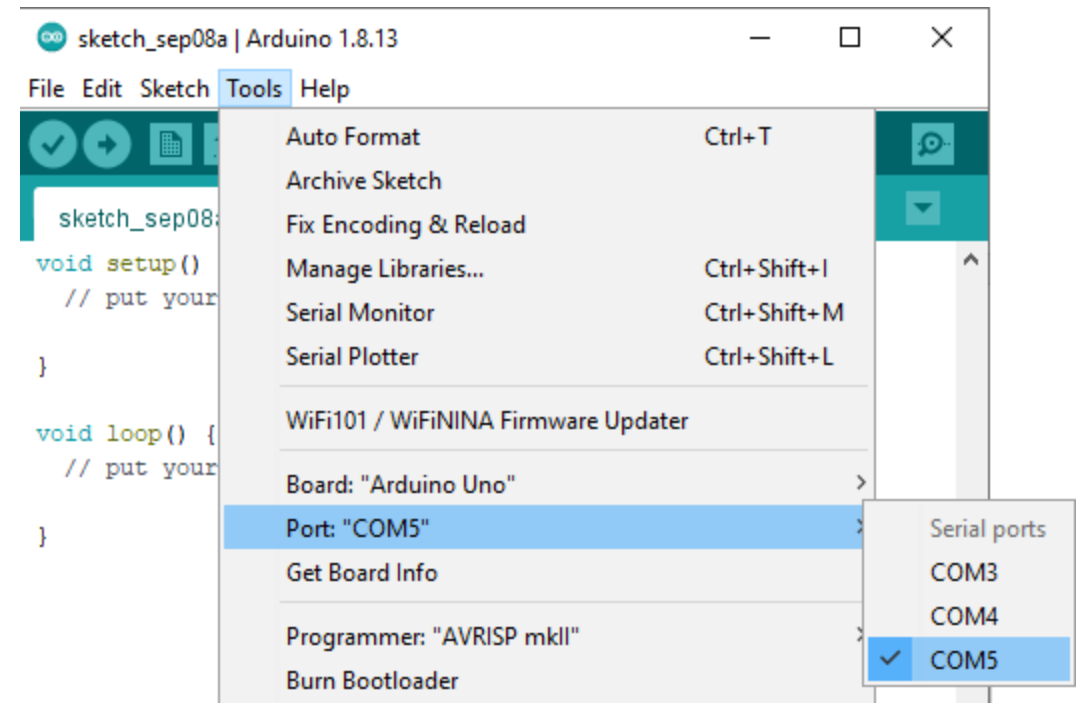 sketch_sep08a | Arduino 1.8.13
File Edit Sketch Tools Help
sketch_sep08a
void setup()
// put your
}
void loop() {
// put your
}
Auto Format Ctrl+T
Archive Sketch
Fix Encoding & Reload
Manage Libraries... Ctrl+Shift+I
Serial Monitor Ctrl+Shift+M
Serial Plotter Ctrl+Shift+L
WiFi101 / WiFiNINA Firmware Updater
Board: "Arduino Uno"
Port: "COM5"
Get Board Info
Programmer: "AVRISP mkII"
Burn Bootloader
Serial ports
COM3
COM4
COM5